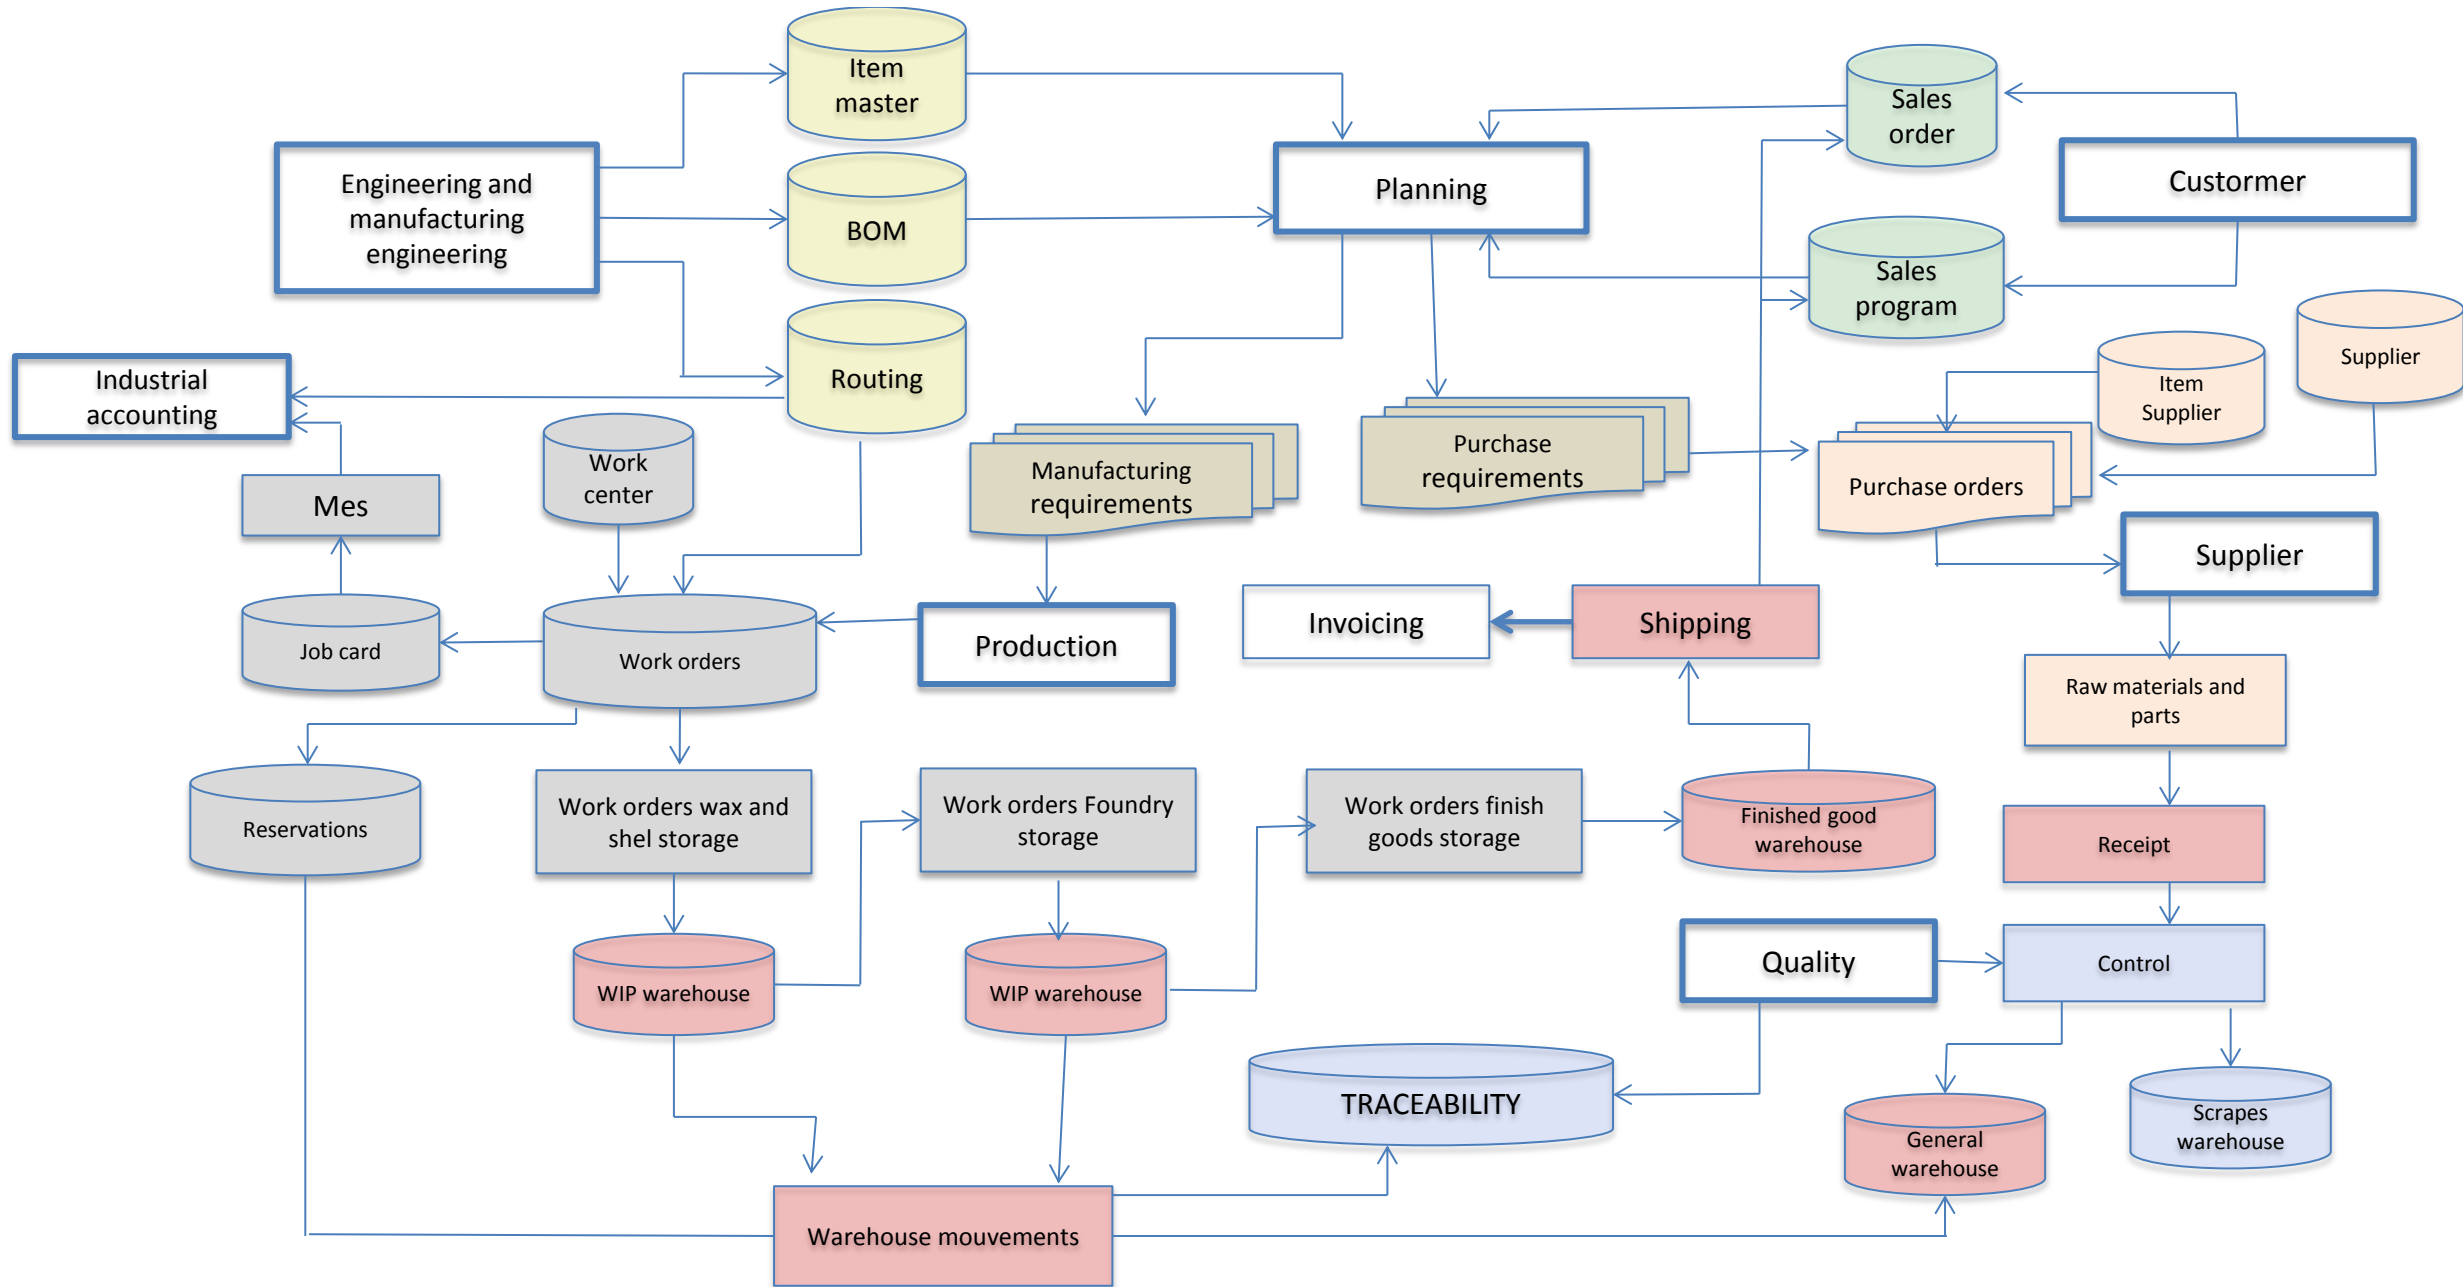 Item
master
Sales
order
Engineering and
manufacturing
engineering
Planning
Custormer
BOM
Sales
program
Supplier
Industrial
accounting
Routing
Item
Supplier
Work
center
Manufacturing
requirements
Purchase
requirements
Purchase orders
Mes
Supplier
Job card
Work orders
Production
Invoicing
Shipping
Raw materials and
parts
Reservations
Work orders wax and
shel storage
Work orders Foundry
storage
Work orders finish
goods storage
Finished good
warehouse
Receipt
WIP warehouse
WIP warehouse
Quality
Control
TRACEABILITY
General
warehouse
Scrapes
warehouse
Warehouse mouvements